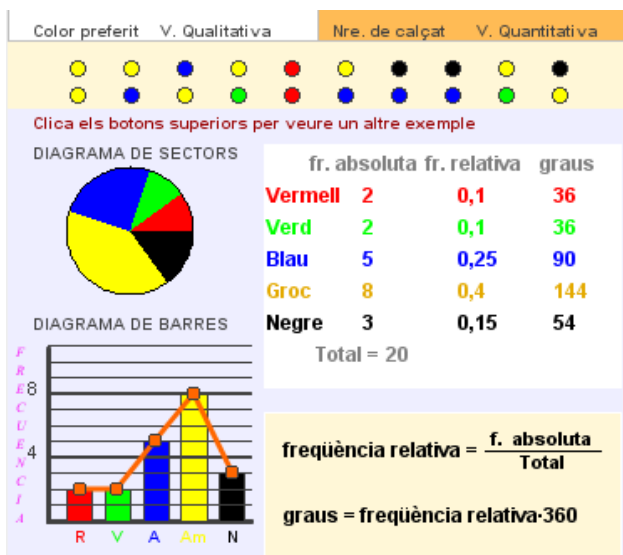 Color preferit V. Qualitativa Nre. de calçat V. Quantitativa
Clica els botons superiors per veure un altre exemple
DIAGRAMA DE SECTORS
fr. absoluta fr. relativa graus
Vermell 2 0,1 36
Verd 2 0,1 36
Blau 5 0,25 90
Groc 8 0,4 144
Negre 3 0,15 54
Total = 20
DIAGRAMA DE BARRES
FRECUENCIA
8
4
R V A Am N
freqüència relativa = f. absoluta
Total
graus = freqüència relativa·360